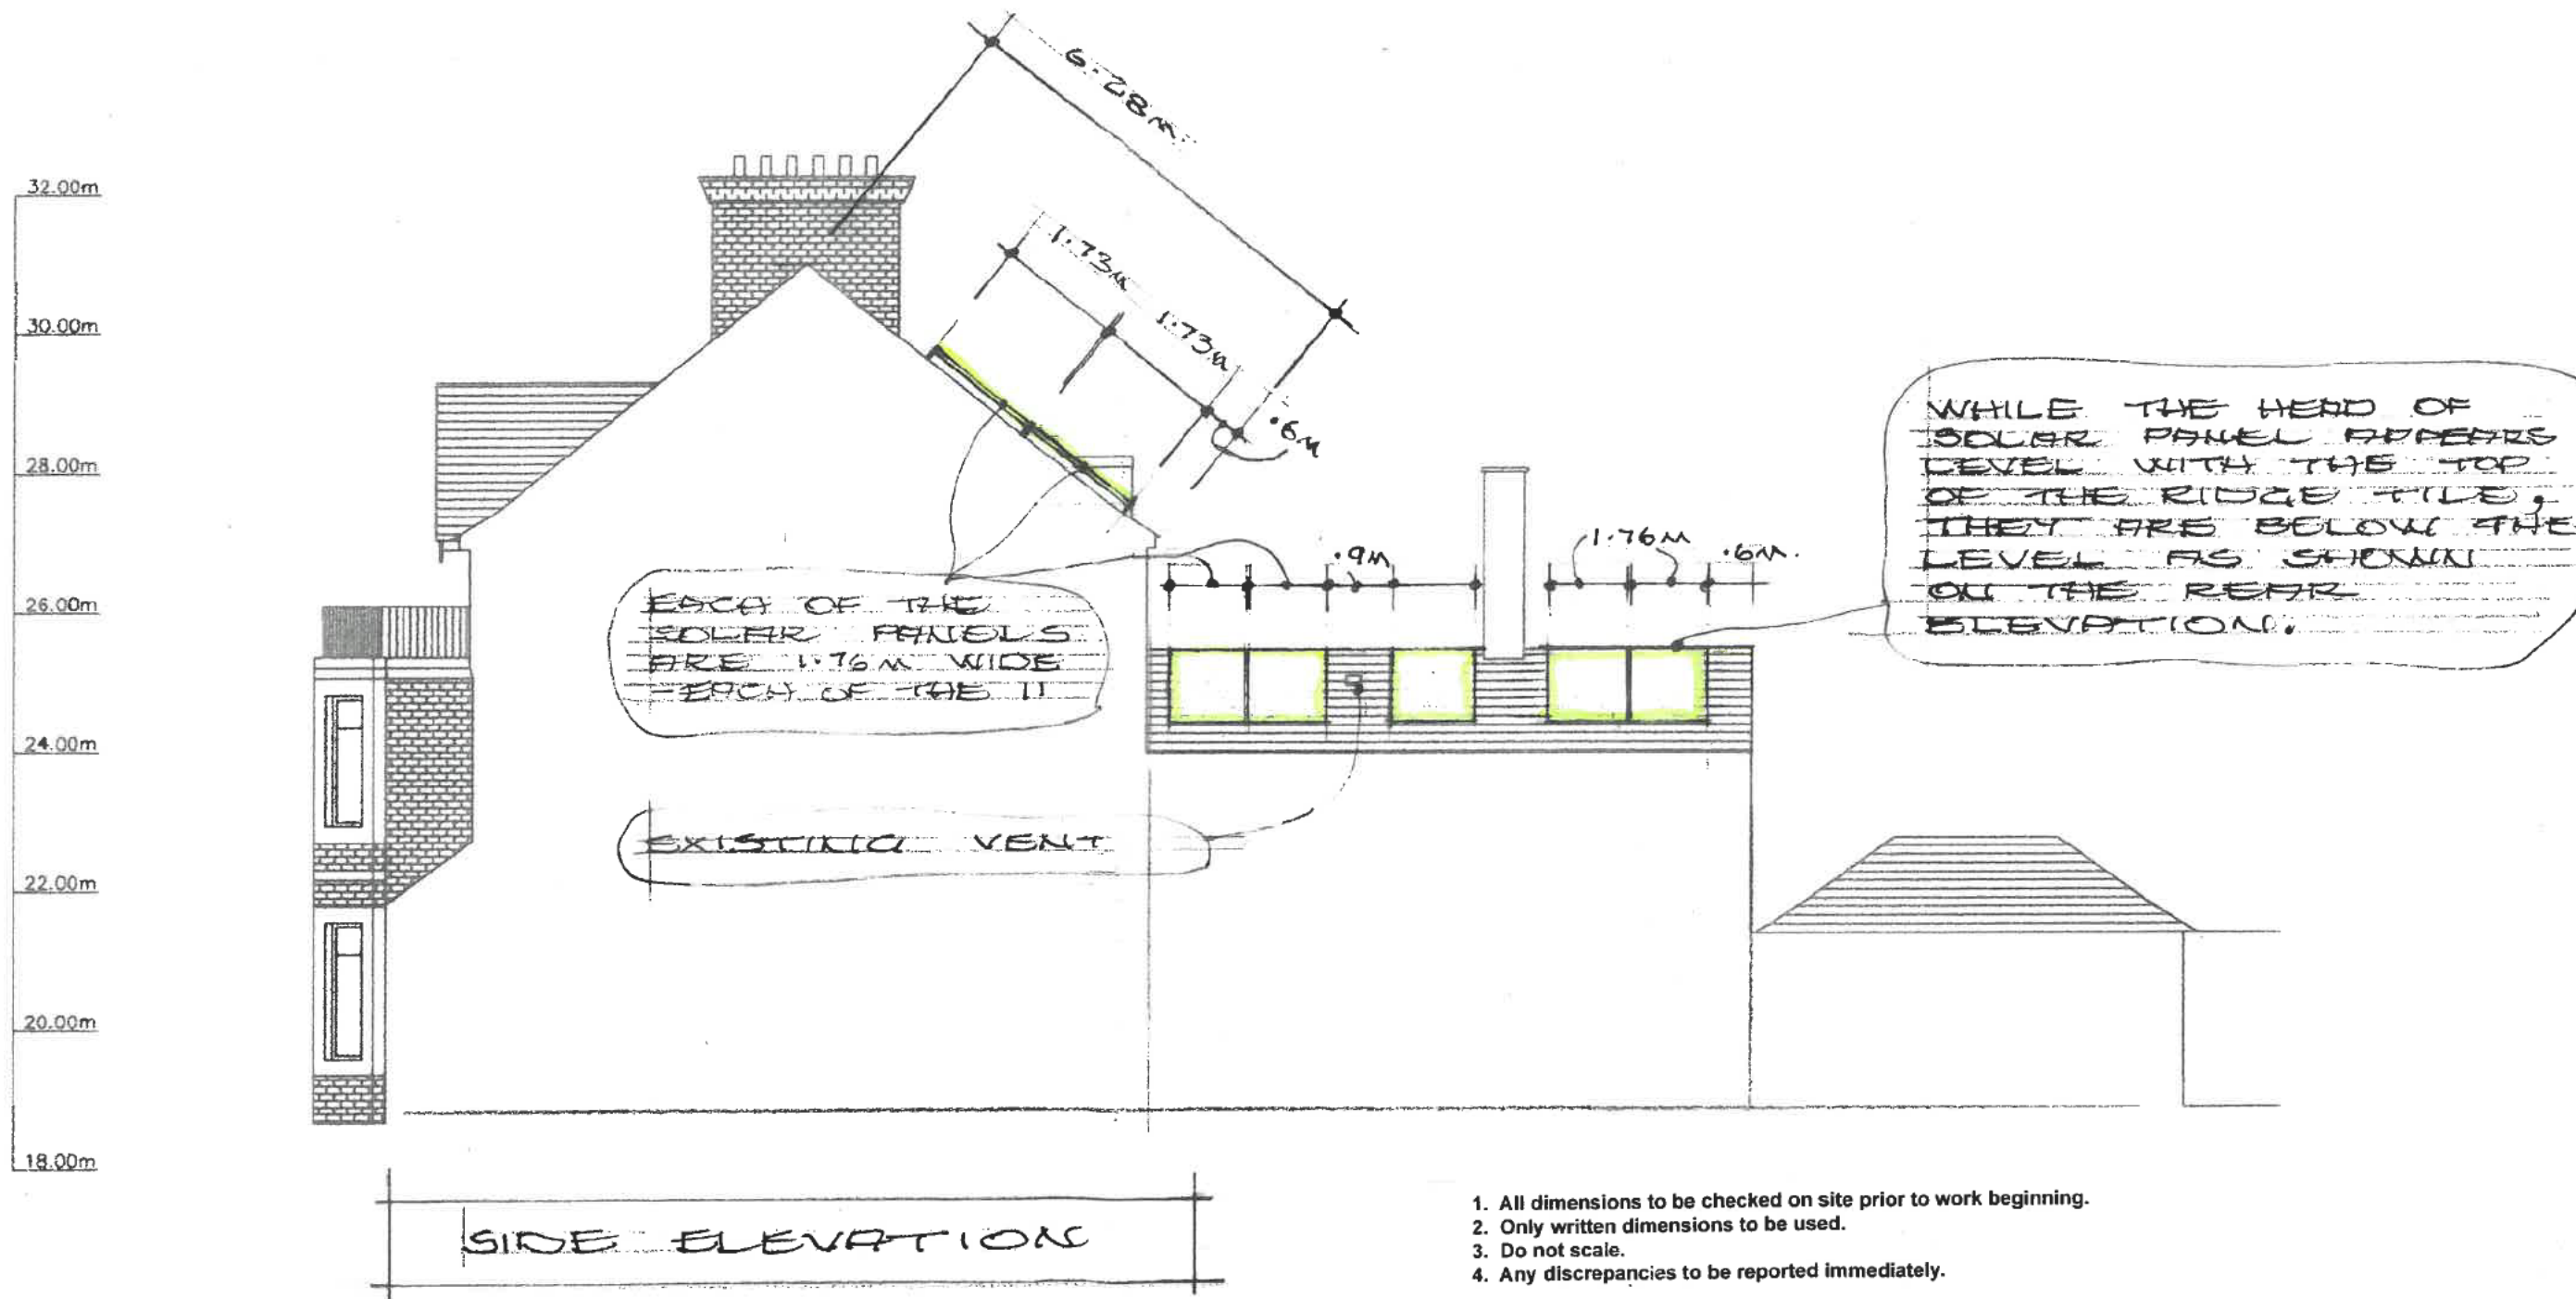 6.28m.
32.00m
1.73m
30.00m
1.73m
.6m
28.00m
WHILE THE HEAD OF
SOLAR PANEL APPEARS
LEVEL WITH THE TOP
OF THE RIDGE TILE,
THEY ARE BELOW THE
LEVEL AS SHOWN
ON THE REAR
ELEVATION.
.9m
1.76m
.6m.
26.00m
EACH OF THE
SOLAR PANELS
ARE 1.76m WIDE
-EACH OF THE 11
24.00m
EXISTING VENT
22.00m
20.00m
18.00m
SIDE ELEVATION
1. All dimensions to be checked on site prior to work beginning.
2. Only written dimensions to be used.
3. Do not scale.
4. Any discrepancies to be reported immediately.